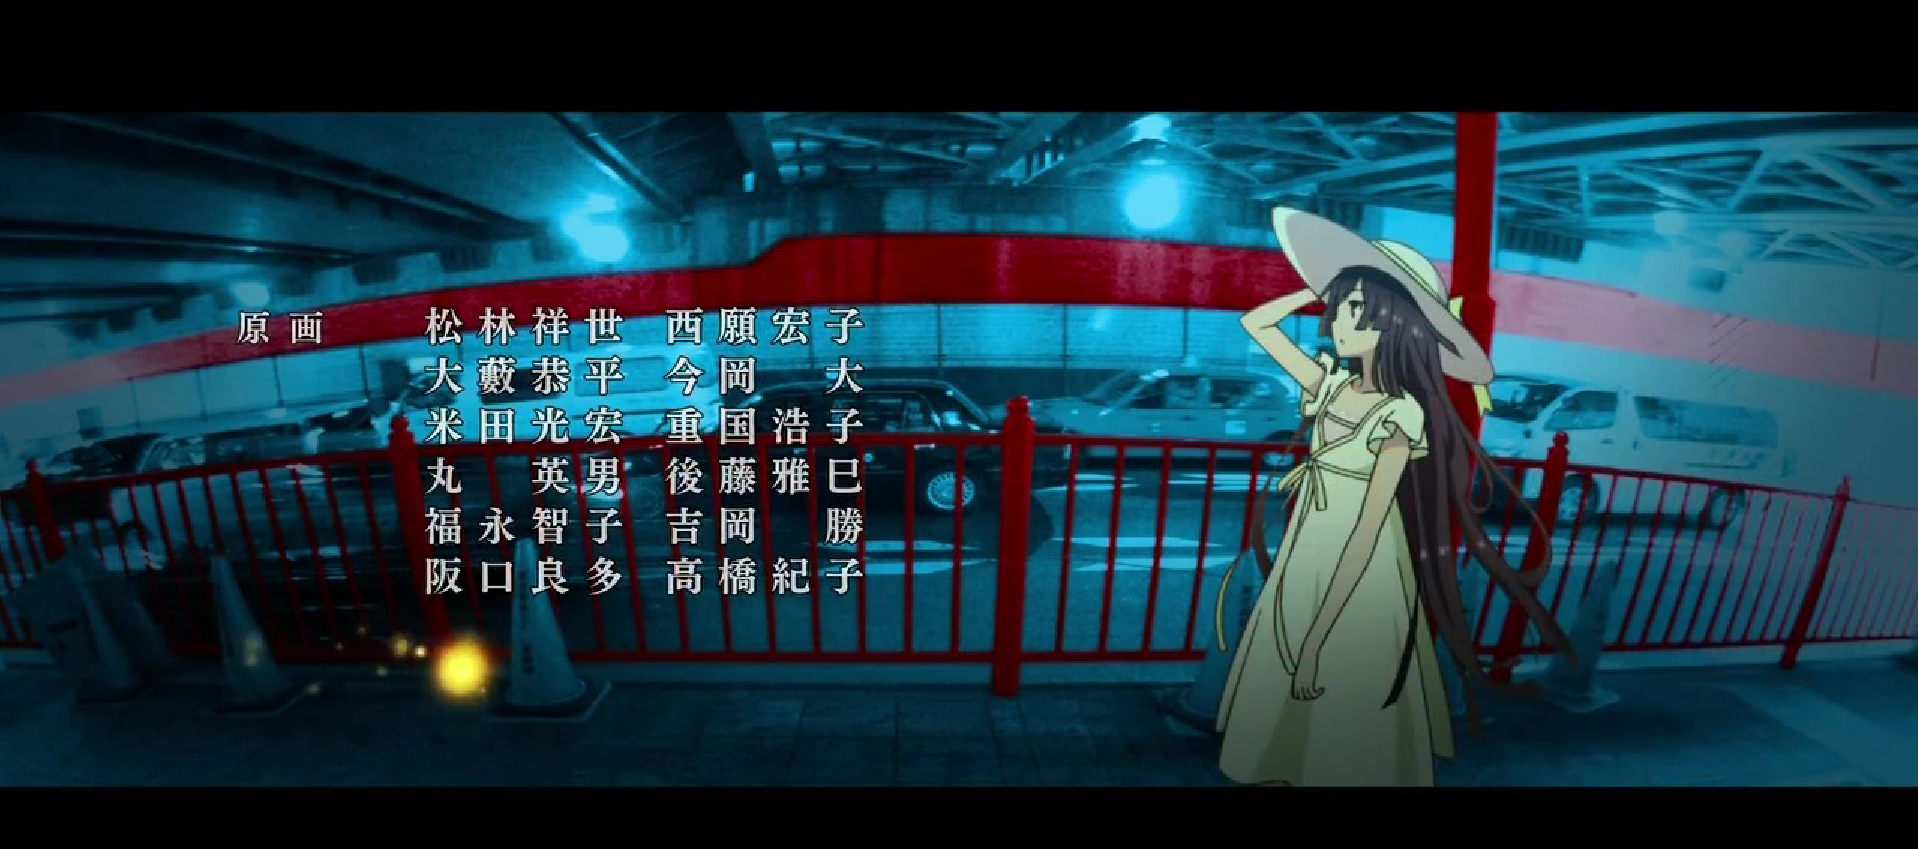 原画 松林祥世 西願宏子
大藪恭平 今岡 大
米田光宏 重国浩子
丸 英男 後藤雅巳
福永智子 吉岡 勝
阪口良多 高橋紀子